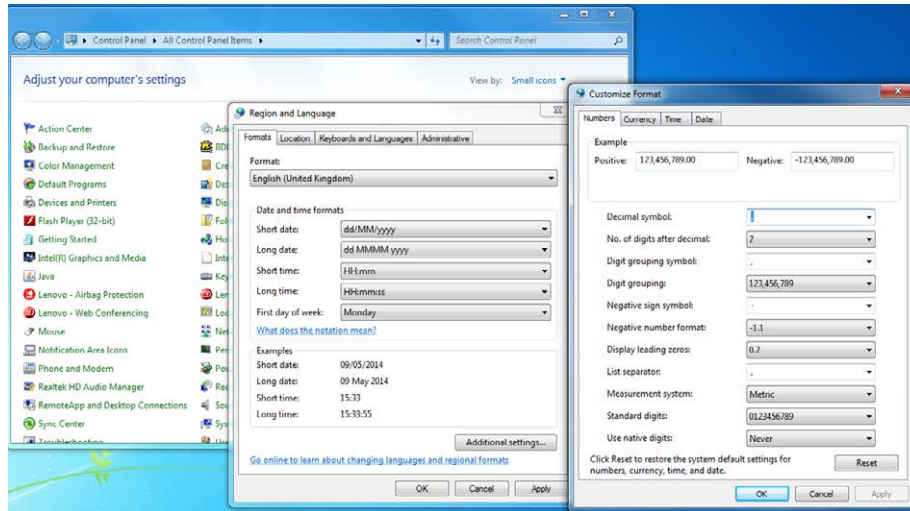 Control Panel ▸ All Control Panel Items ▸
Search Control Panel
Adjust your computer's settings
View by: Small icons
Action Center
Backup and Restore
Color Management
Default Programs
Devices and Printers
Flash Player (32-bit)
Getting Started
Intel(R) Graphics and Media
Java
Lenovo - Airbag Protection
Lenovo - Web Conferencing
Mouse
Notification Area Icons
Phone and Modem
Realtek HD Audio Manager
RemoteApp and Desktop Connections
Sync Center
Troubleshooting
Region and Language
Formats Location Keyboards and Languages Administrative
Format:
English (United Kingdom)
Date and time formats
Short date: dd/MM/yyyy
Long date: dd MMMM yyyy
Short time: HH:mm
Long time: HH:mm:ss
First day of week: Monday
What does the notation mean?
Examples
Short date: 09/05/2014
Long date: 09 May 2014
Short time: 15:33
Long time: 15:33:55
Additional settings...
Go online to learn about changing languages and regional formats
OK Cancel Apply
Customize Format
Numbers Currency Time Date
Example
Positive: 123,456,789.00 Negative: -123,456,789.00
Decimal symbol: .
No. of digits after decimal: 2
Digit grouping symbol: ,
Digit grouping: 123,456,789
Negative sign symbol: -
Negative number format: -1.1
Display leading zeros: 0.7
List separator: ,
Measurement system: Metric
Standard digits: 0123456789
Use native digits: Never
Click Reset to restore the system default settings for
numbers, currency, time, and date.
Reset
OK Cancel Apply